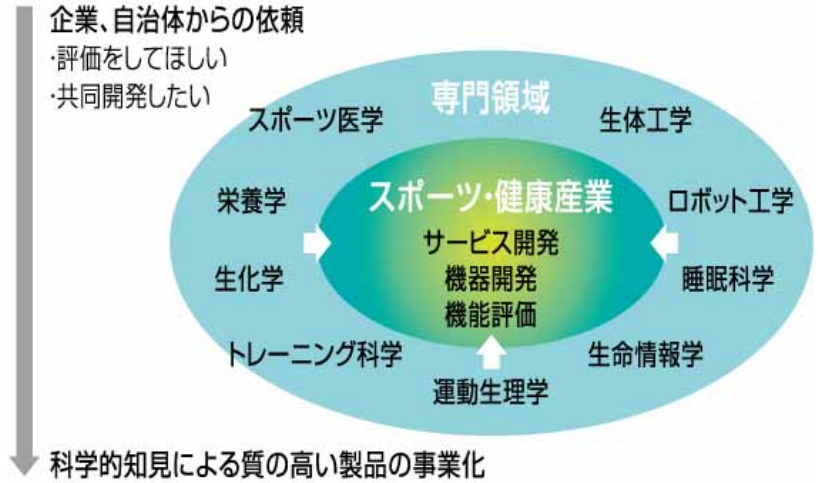 企業、自治体からの依頼
・評価をしてほしい
・共同開発したい
専門領域
スポーツ医学
生体工学
栄養学
スポーツ・健康産業
ロボット工学
サービス開発
生化学
機器開発
睡眠科学
機能評価
トレーニング科学
生命情報学
運動生理学
科学的知見による質の高い製品の事業化